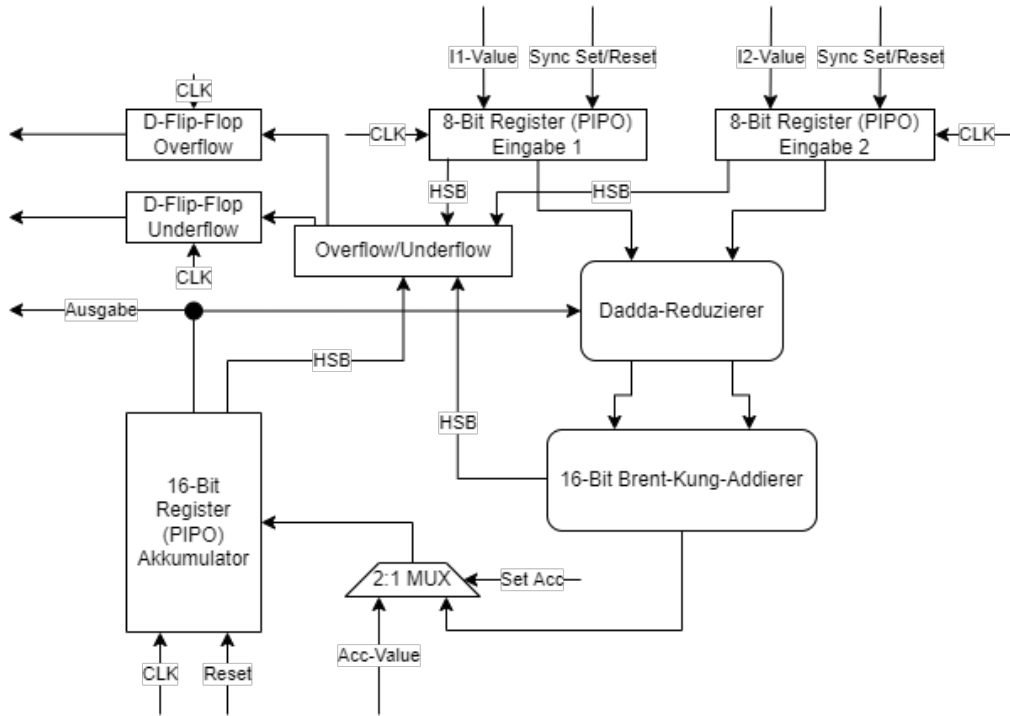 I1-Value
Sync Set/Reset
I2-Value
Sync Set/Reset
CLK
D-Flip-Flop
Overflow
CLK
8-Bit Register (PIPO)
Eingabe 1
8-Bit Register (PIPO)
Eingabe 2
CLK
HSB
HSB
D-Flip-Flop
Underflow
Overflow/Underflow
CLK
Ausgabe
Dadda-Reduzierer
HSB
HSB
16-Bit
Register
(PIPO)
Akkumulator
16-Bit Brent-Kung-Addierer
2:1 MUX
Set Acc
Acc-Value
CLK
Reset